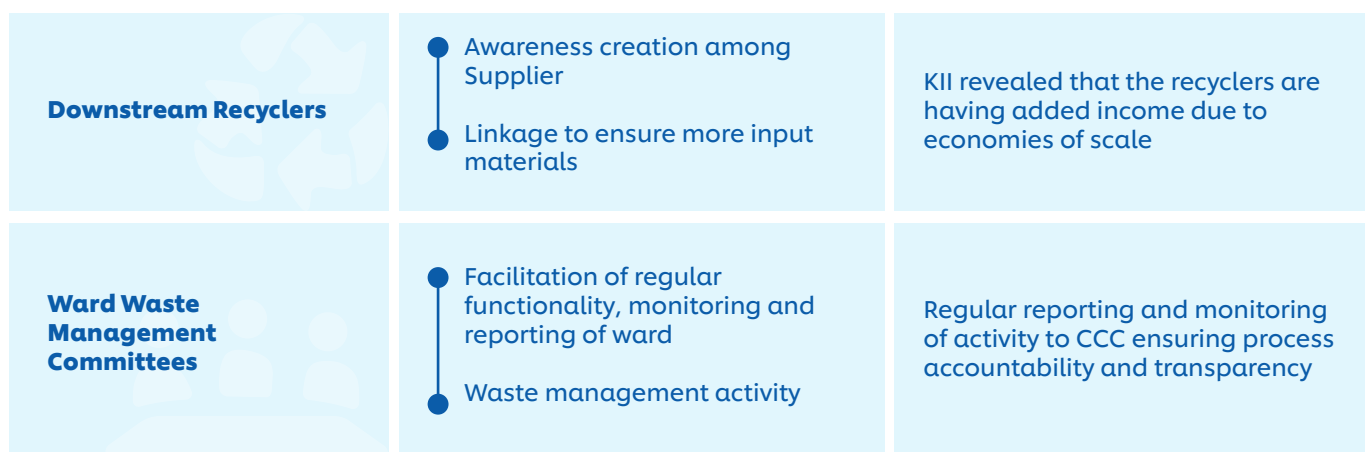 Downstream Recyclers
Awareness creation among
Supplier
Linkage to ensure more input
materials
KII revealed that the recyclers are
having added income due to
economies of scale
Ward Waste
Management
Committees
Facilitation of regular
functionality, monitoring and
reporting of ward
Waste management activity
Regular reporting and monitoring
of activity to CCC ensuring process
accountability and transparency